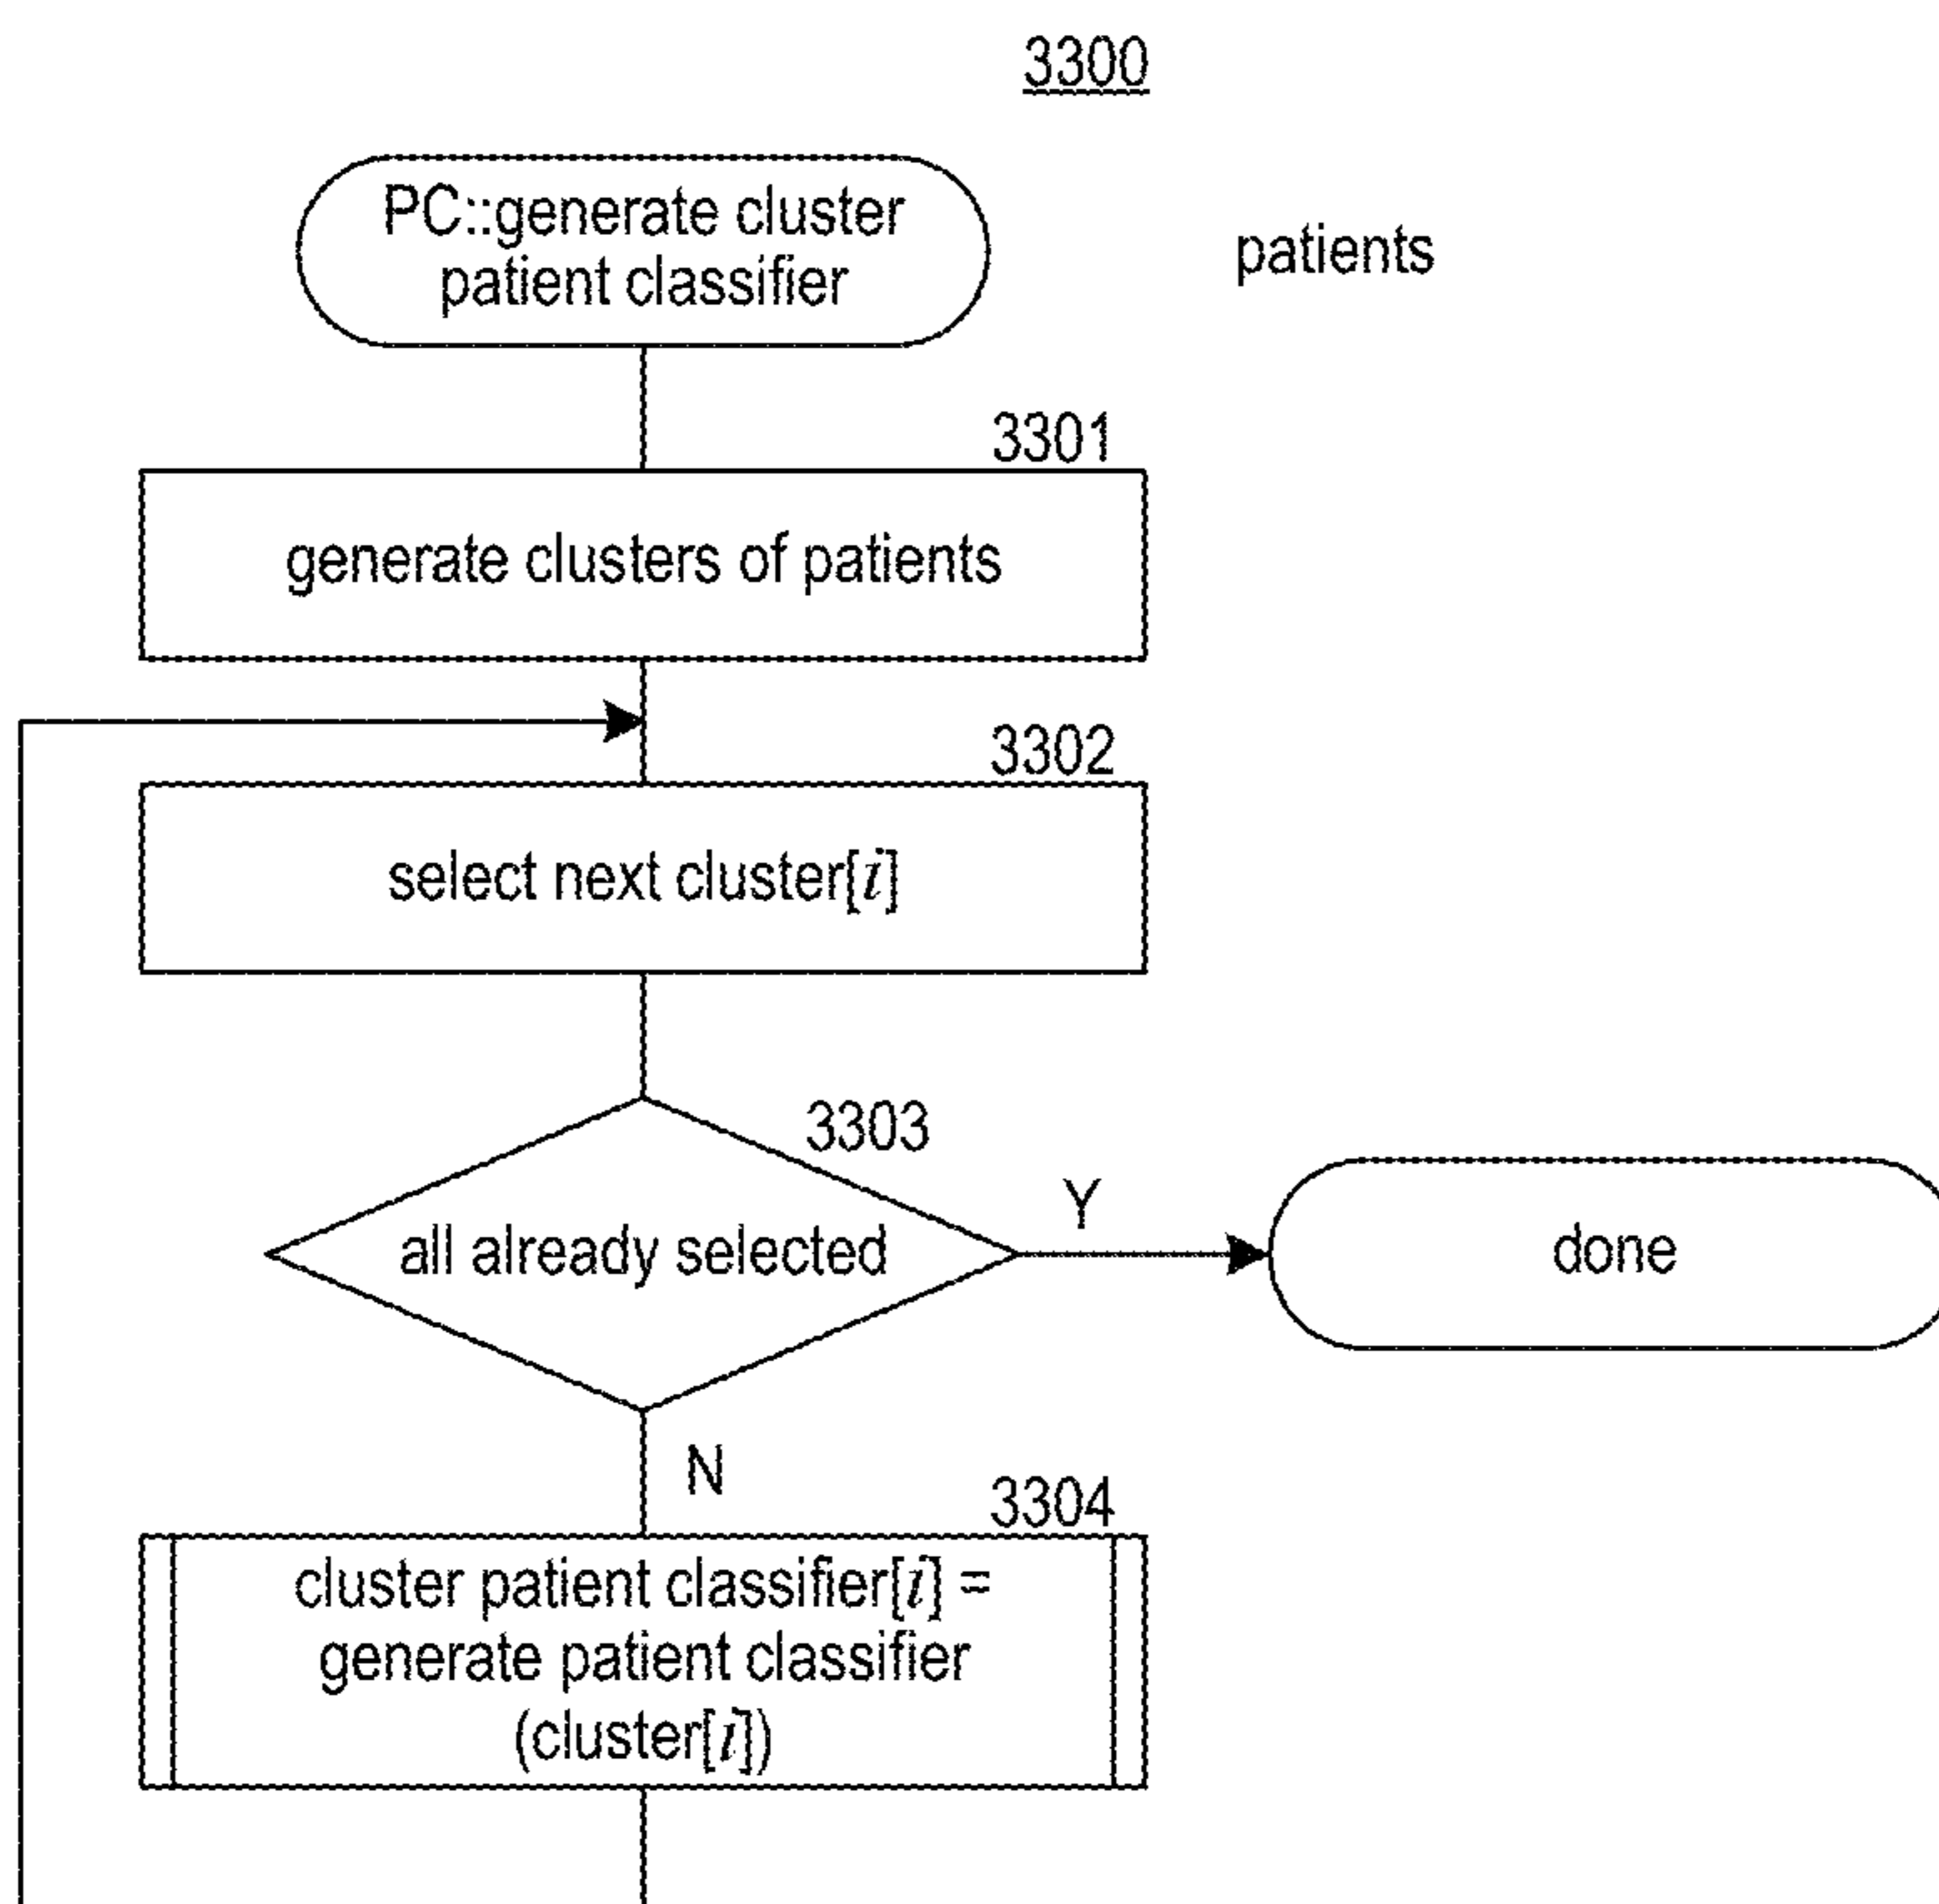 3300
PC::generate cluster
patient classifier
patients
3301
generate clusters of patients
3302
select next cluster[i]
3303
all already selected
Y
done
N
3304
cluster patient classifier[i] =
generate patient classifier
(cluster[i])